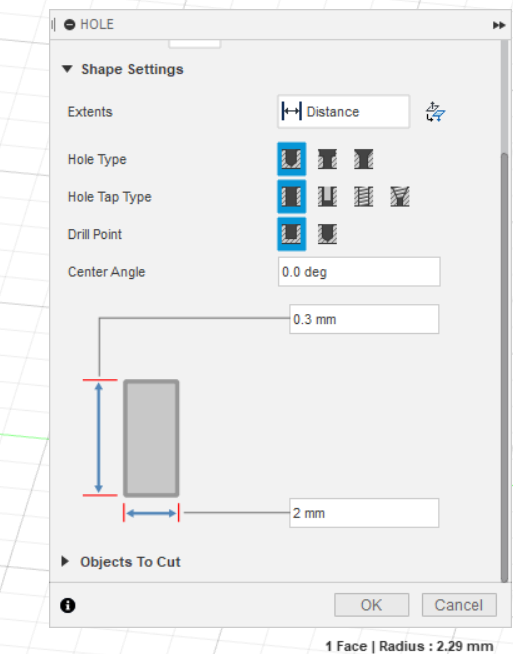 HOLE
Shape Settings
Extents
Distance
Hole Type
Hole Tap Type
Drill Point
Center Angle
0.0 deg
0.3 mm
2 mm
Objects To Cut
OK
Cancel
1 Face | Radius : 2.29 mm